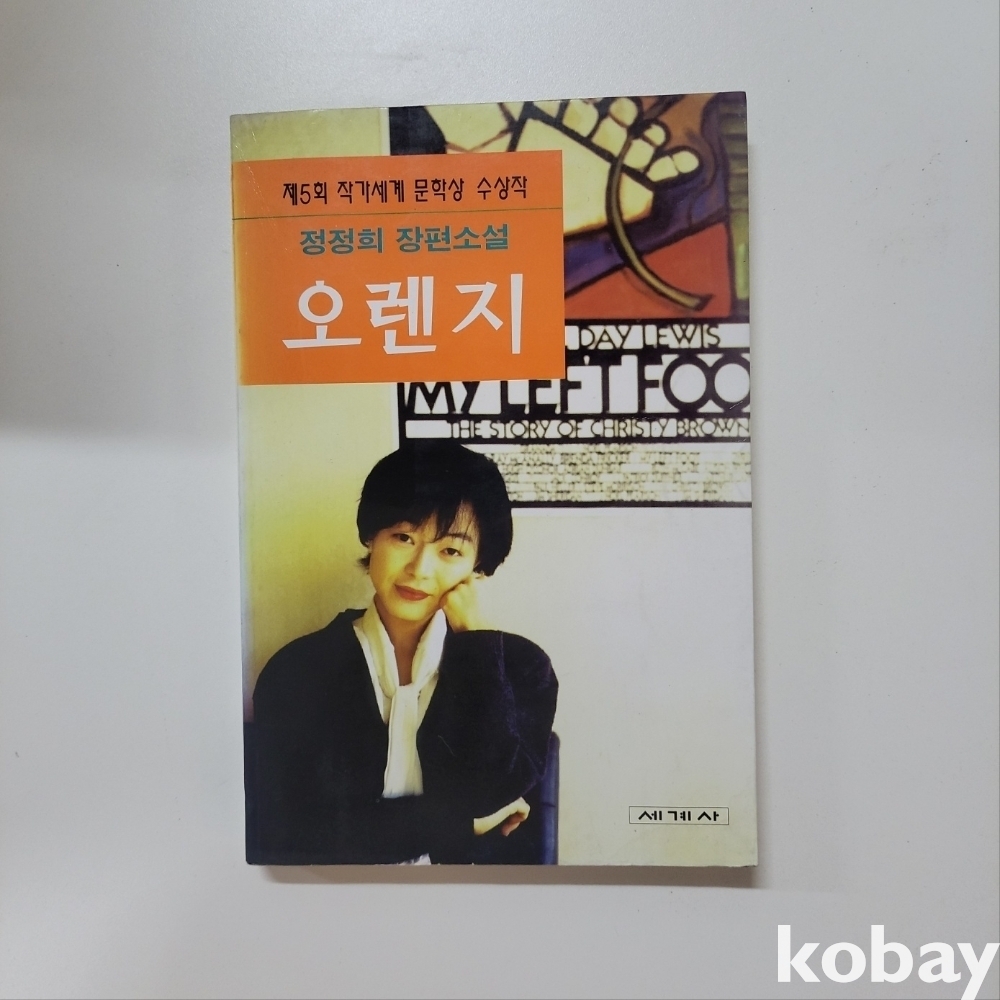 제5회 작가세계 문학상 수상작
정정희 장편소설
오렌지
DAY LEWIS
MY LEFT FOO
THE STORY OF CHRISTY BROWN
세계사
kobay